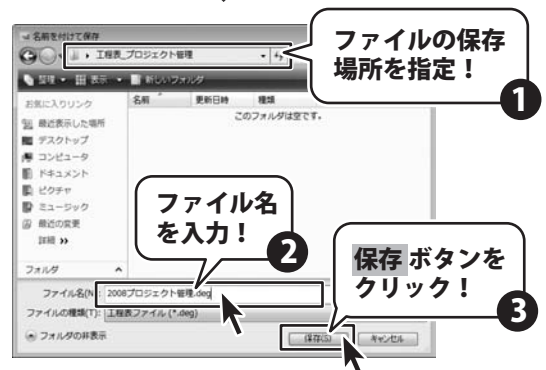 名前を付けて保存
工程表_プロジェクト管理
ファイルの保存
場所を指定！
1
整理 表示 新しいフォルダ
お気に入りリンク
名前 更新日時 種類
このフォルダは空です。
最近表示した場所
デスクトップ
コンピュータ
ドキュメント
ピクチャ
ミュージック
最近の変更
詳細 >>
ファイル名
を入力！
2
保存 ボタンを
クリック！
3
フォルダ
ファイル名(N): 2008プロジェクト管理.deg
ファイルの種類(T): 工程表ファイル (*.deg)
フォルダの非表示
保存(S) キャンセル